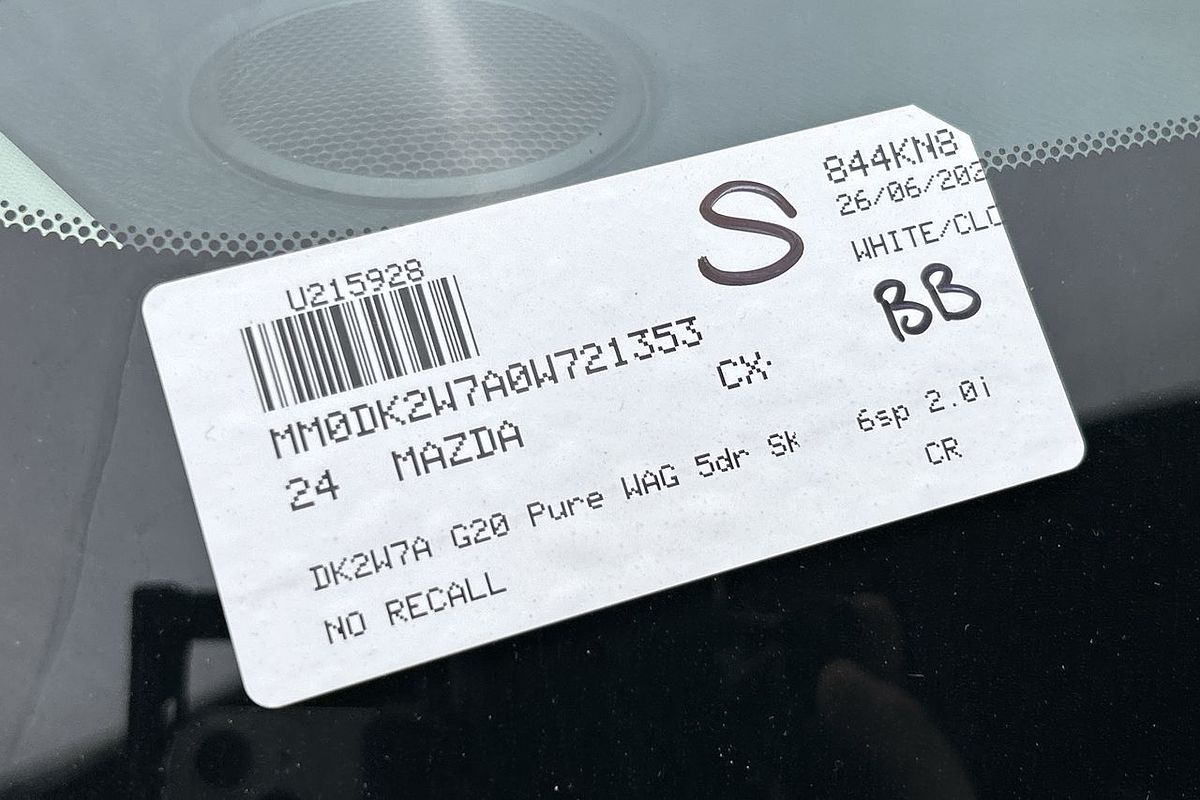 844KN8
26/06/202
WHITE/CLO
S
BB
U215928
MM0DK2W7A0W721353
24 MAZDA CX-
DK2W7A G20 Pure WAG 5dr Sk 6sp 2.0i
NO RECALL CR